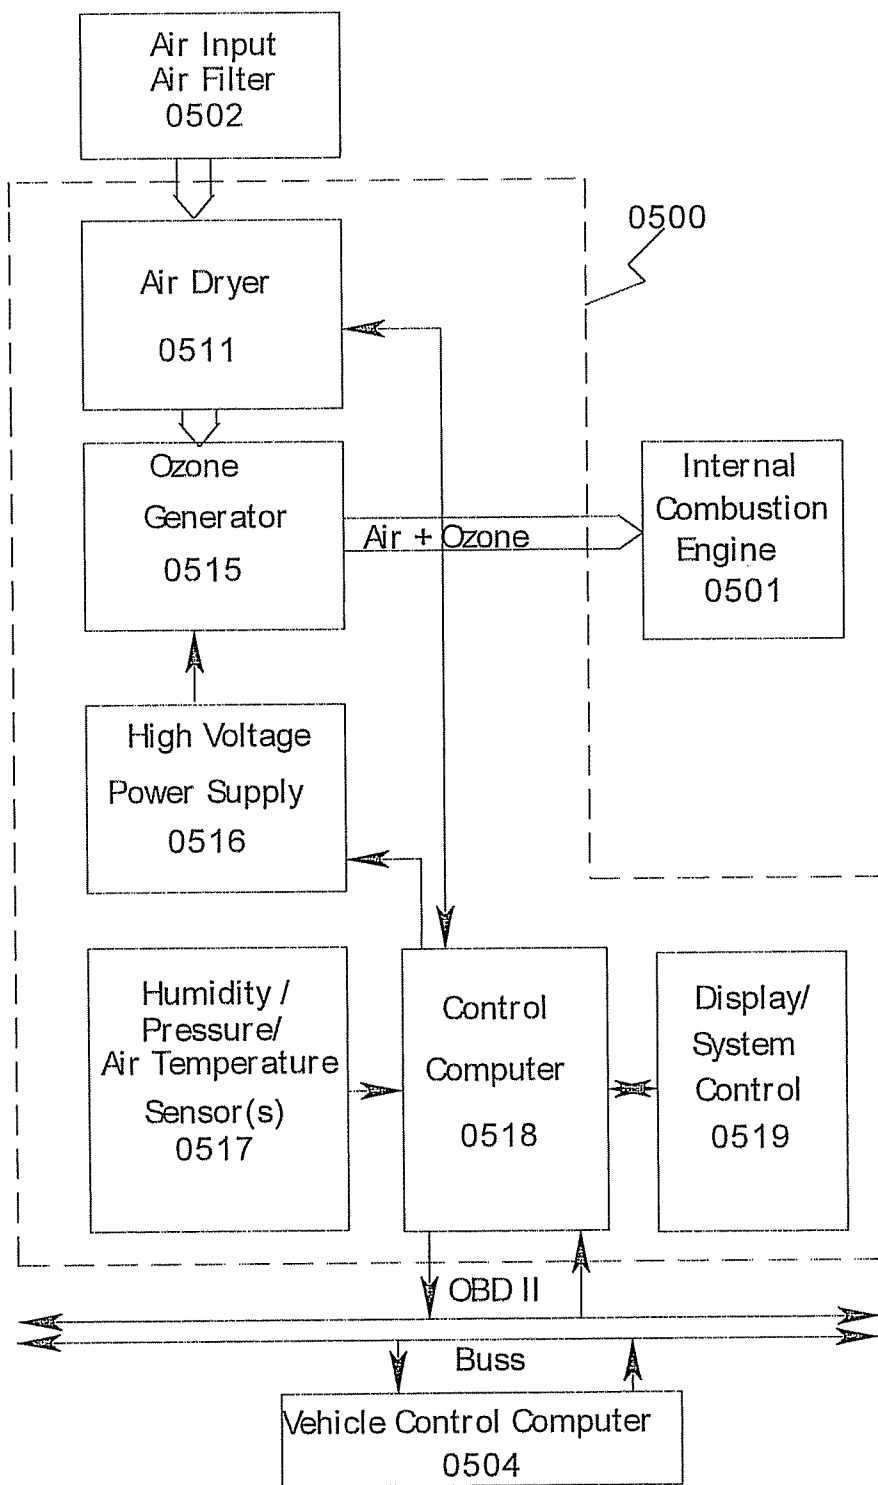 Air Input
Air Filter
0502
0500
Air Dryer
0511
Ozone
Generator
0515
Air + Ozone
Internal
Combustion
Engine
0501
High Voltage
Power Supply
0516
Humidity /
Pressure/
Air Temperature
Sensor(s)
0517
Control
Computer
0518
Display/
System
Control
0519
OBD II
Buss
Vehicle Control Computer
0504